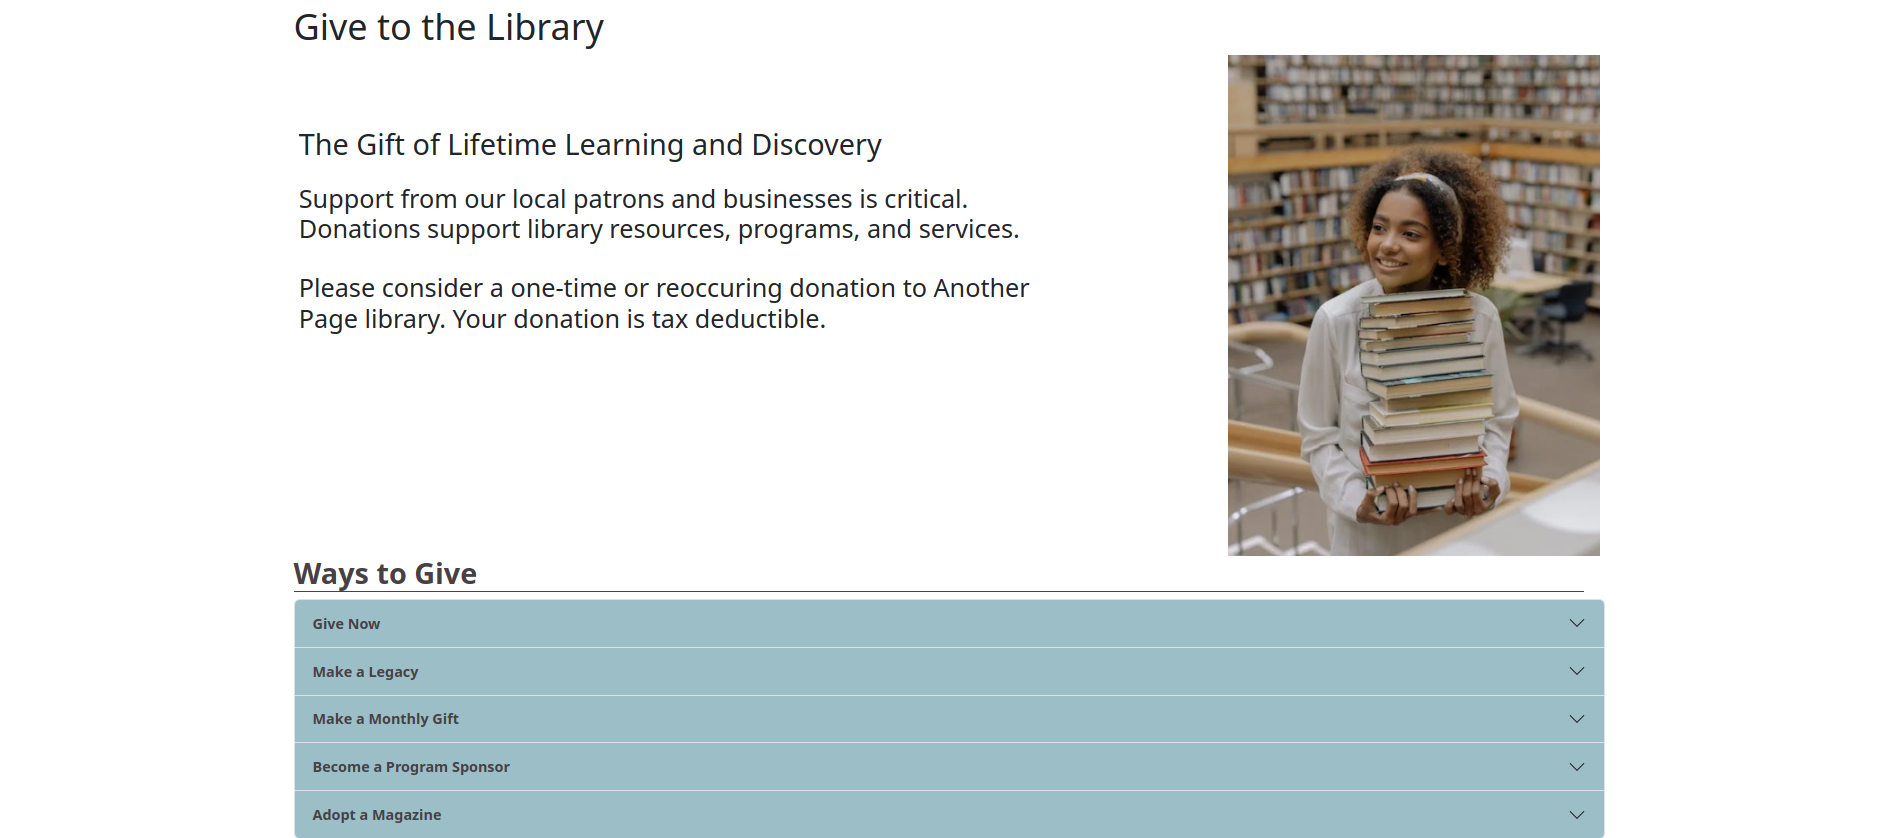 Give to the Library
The Gift of Lifetime Learning and Discovery
Support from our local patrons and businesses is critical.
Donations support library resources, programs, and services.
Please consider a one-time or reoccuring donation to Another
Page library. Your donation is tax deductible.
Ways to Give
Give Now
Make a Legacy
Make a Monthly Gift
Become a Program Sponsor
Adopt a Magazine